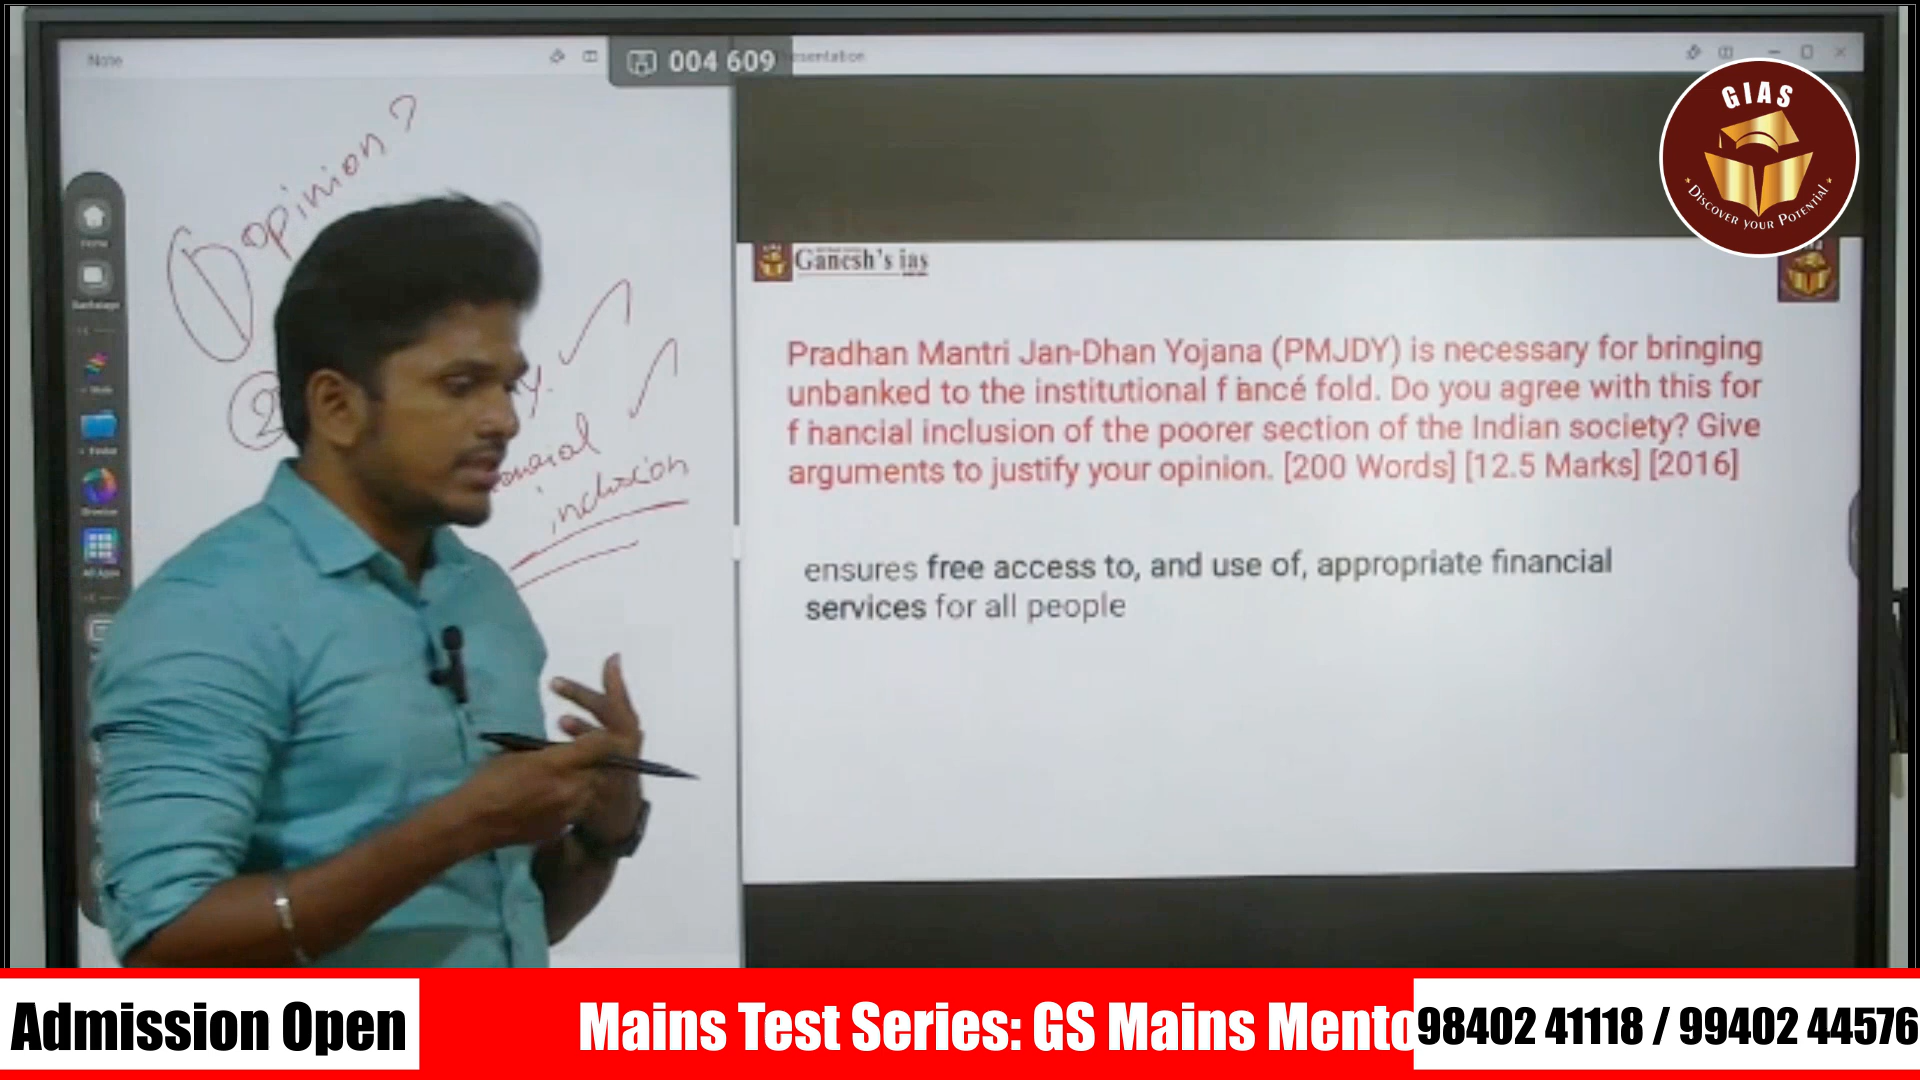 Note
004 609
GIAS
DISCOVER YOUR POTENTIAL
opinion?
2
inclusion
Ganesh's ias
Pradhan Mantri Jan-Dhan Yojana (PMJDY) is necessary for bringing
unbanked to the institutional f iancé fold. Do you agree with this for
f hancial inclusion of the poorer section of the Indian society? Give
arguments to justify your opinion. [200 Words] [12.5 Marks] [2016]
ensures free access to, and use of, appropriate financial
services for all people
Admission Open
Mains Test Series: GS Mains Mento
98402 41118 / 99402 44576